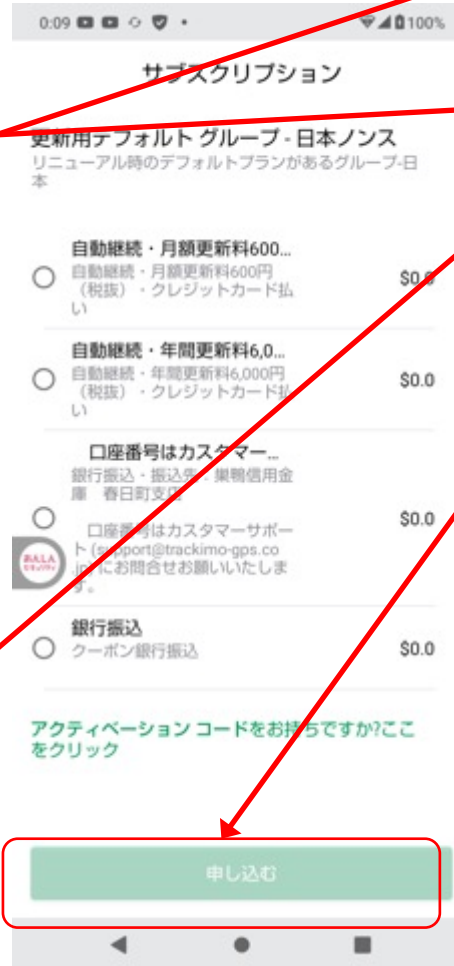 0:09
100%
サブスクリプション
更新用デフォルト グループ - 日本ノンス
リニューアル時のデフォルトプランがあるグループ-日
本
自動継続・月額更新料600...
自動継続・月額更新料600円
（税抜）・クレジットカード払
い
$0.0
自動継続・年間更新料6,0...
自動継続・年間更新料6,000円
（税抜）・クレジットカード払
い
$0.0
口座番号はカスタマー...
銀行振込・振込先：巣鴨信用金
庫 春日町支店
口座番号はカスタマーサポー
ト (support@trackimo-gps.co
.jp) にお問合せお願いいたしま
す。
$0.0
銀行振込
クーポン銀行振込
$0.0
アクティベーション コードをお持ちですか?ここ
をクリック
申し込む